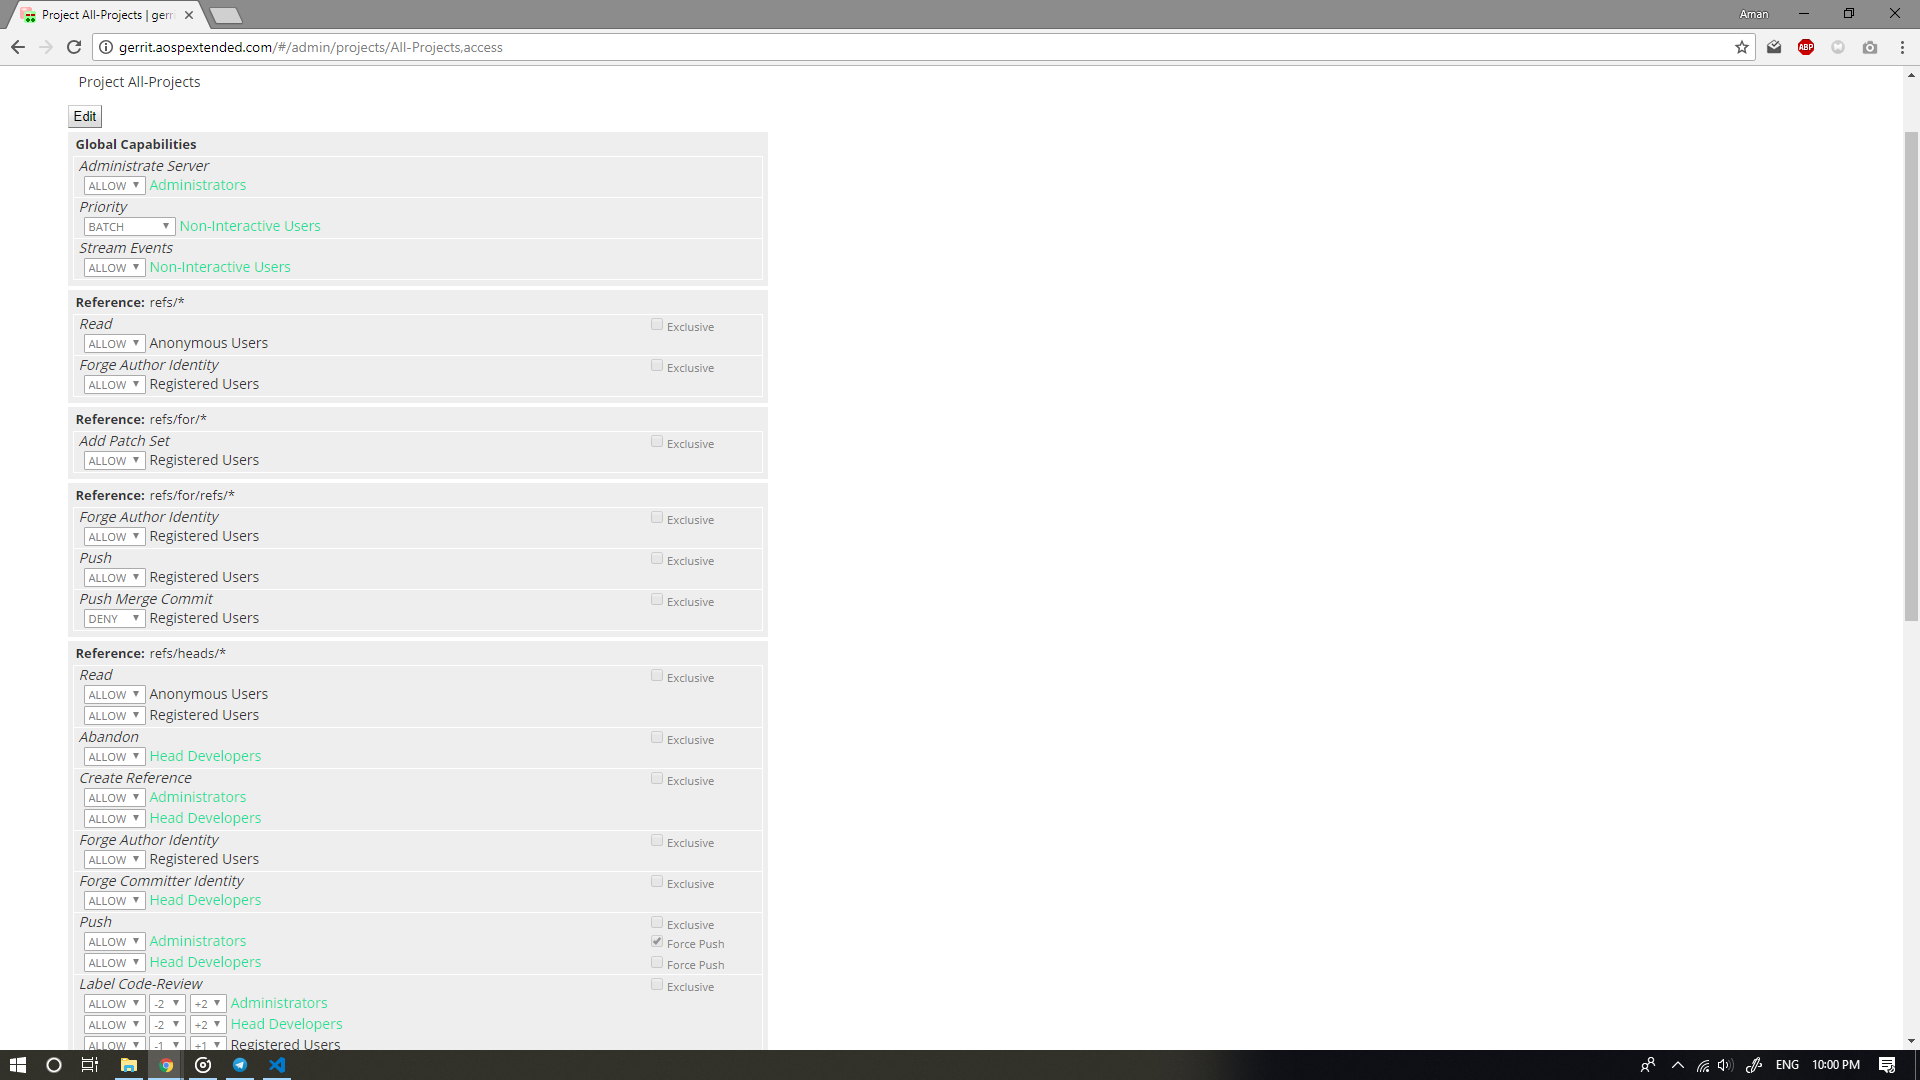 Project All-Projects | gerr
Aman
gerrit.aospextended.com/#/admin/projects/All-Projects,access
ABP
Project All-Projects
Edit
Global Capabilities
Administrate Server
ALLOW Administrators
Priority
BATCH Non-Interactive Users
Stream Events
ALLOW Non-Interactive Users
Reference: refs/*
Read Exclusive
ALLOW Anonymous Users
Forge Author Identity Exclusive
ALLOW Registered Users
Reference: refs/for/*
Add Patch Set Exclusive
ALLOW Registered Users
Reference: refs/for/refs/*
Forge Author Identity Exclusive
ALLOW Registered Users
Push Exclusive
ALLOW Registered Users
Push Merge Commit Exclusive
DENY Registered Users
Reference: refs/heads/*
Read Exclusive
ALLOW Anonymous Users
ALLOW Registered Users
Abandon Exclusive
ALLOW Head Developers
Create Reference Exclusive
ALLOW Administrators
ALLOW Head Developers
Forge Author Identity Exclusive
ALLOW Registered Users
Forge Committer Identity Exclusive
ALLOW Head Developers
Push Exclusive
ALLOW Administrators Force Push
ALLOW Head Developers Force Push
Label Code-Review Exclusive
ALLOW -2 +2 Administrators
ALLOW -2 +2 Head Developers
ALLOW -1 +1 Registered Users
ENG 10:00 PM